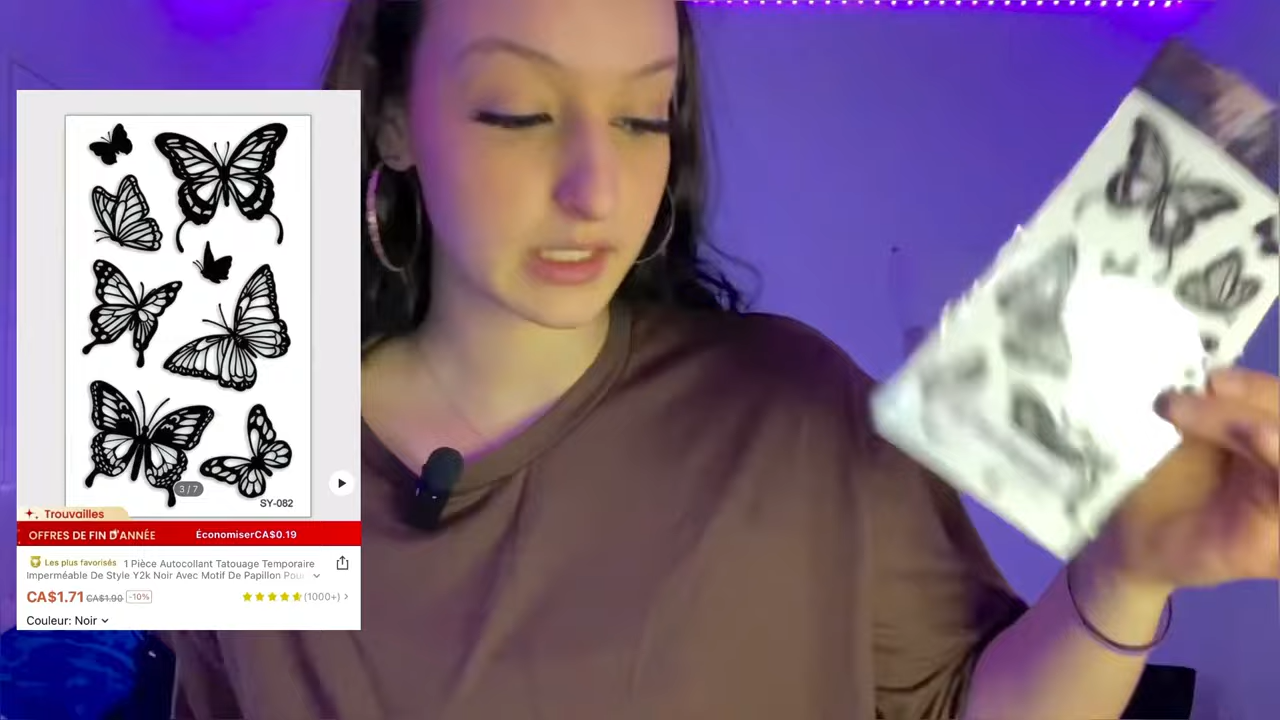 3 / 7
SY-082
Trouvailles
OFFRES DE FIN D'ANNÉE ÉconomiserCA$0.19
Les plus favorisés 1 Pièce Autocollant Tatouage Temporaire
Imperméable De Style Y2k Noir Avec Motif De Papillon Pou
CA$1.71 CA$1.90 -10% (1000+)
Couleur: Noir